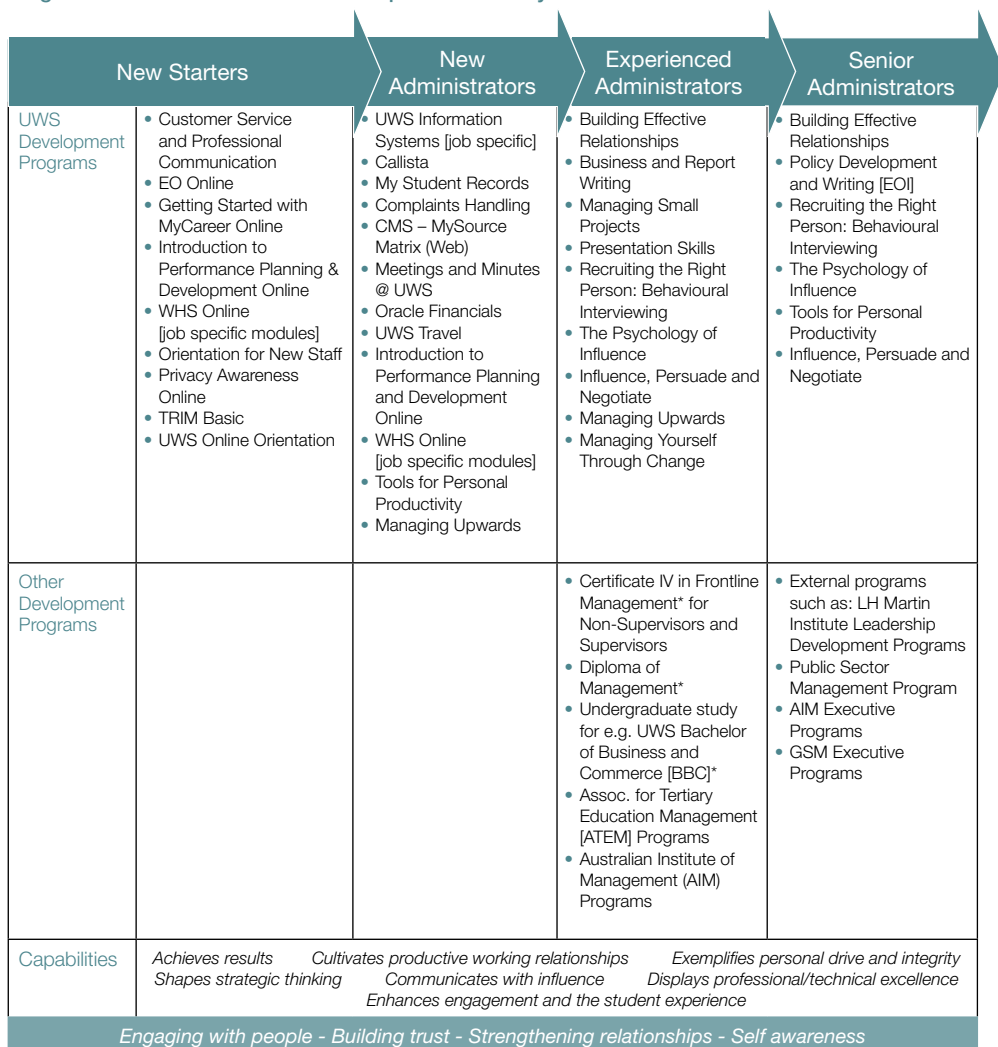 New Starters
New
Administrators
Experienced
Administrators
Senior
Administrators
UWS
Development
Programs
• Customer Service
and Professional
Communication
• EO Online
• Getting Started with
MyCareer Online
• Introduction to
Performance Planning &
Development Online
• WHS Online
[job specific modules]
• Orientation for New Staff
• Privacy Awareness
Online
• TRIM Basic
• UWS Online Orientation
• UWS Information
Systems [job specific]
• Callista
• My Student Records
• Complaints Handling
• CMS – MySource
Matrix (Web)
• Meetings and Minutes
@ UWS
• Oracle Financials
• UWS Travel
• Introduction to
Performance Planning
and Development
Online
• WHS Online
[job specific modules]
• Tools for Personal
Productivity
• Managing Upwards
• Building Effective
Relationships
• Business and Report
Writing
• Managing Small
Projects
• Presentation Skills
• Recruiting the Right
Person: Behavioural
Interviewing
• The Psychology of
Influence
• Influence, Persuade and
Negotiate
• Managing Upwards
• Managing Yourself
Through Change
• Building Effective
Relationships
• Policy Development
and Writing [EOI]
• Recruiting the Right
Person: Behavioural
Interviewing
• The Psychology of
Influence
• Tools for Personal
Productivity
• Influence, Persuade and
Negotiate
Other
Development
Programs
• Certificate IV in Frontline
Management* for
Non-Supervisors and
Supervisors
• Diploma of
Management*
• Undergraduate study
for e.g. UWS Bachelor
of Business and
Commerce [BBC]*
• Assoc. for Tertiary
Education Management
[ATEM] Programs
• Australian Institute of
Management (AIM)
Programs
• External programs
such as: LH Martin
Institute Leadership
Development Programs
• Public Sector
Management Program
• AIM Executive
Programs
• GSM Executive
Programs
Capabilities
Achieves results Cultivates productive working relationships Exemplifies personal drive and integrity
Shapes strategic thinking Communicates with influence Displays professional/technical excellence
Enhances engagement and the student experience
Engaging with people - Building trust - Strengthening relationships - Self awareness